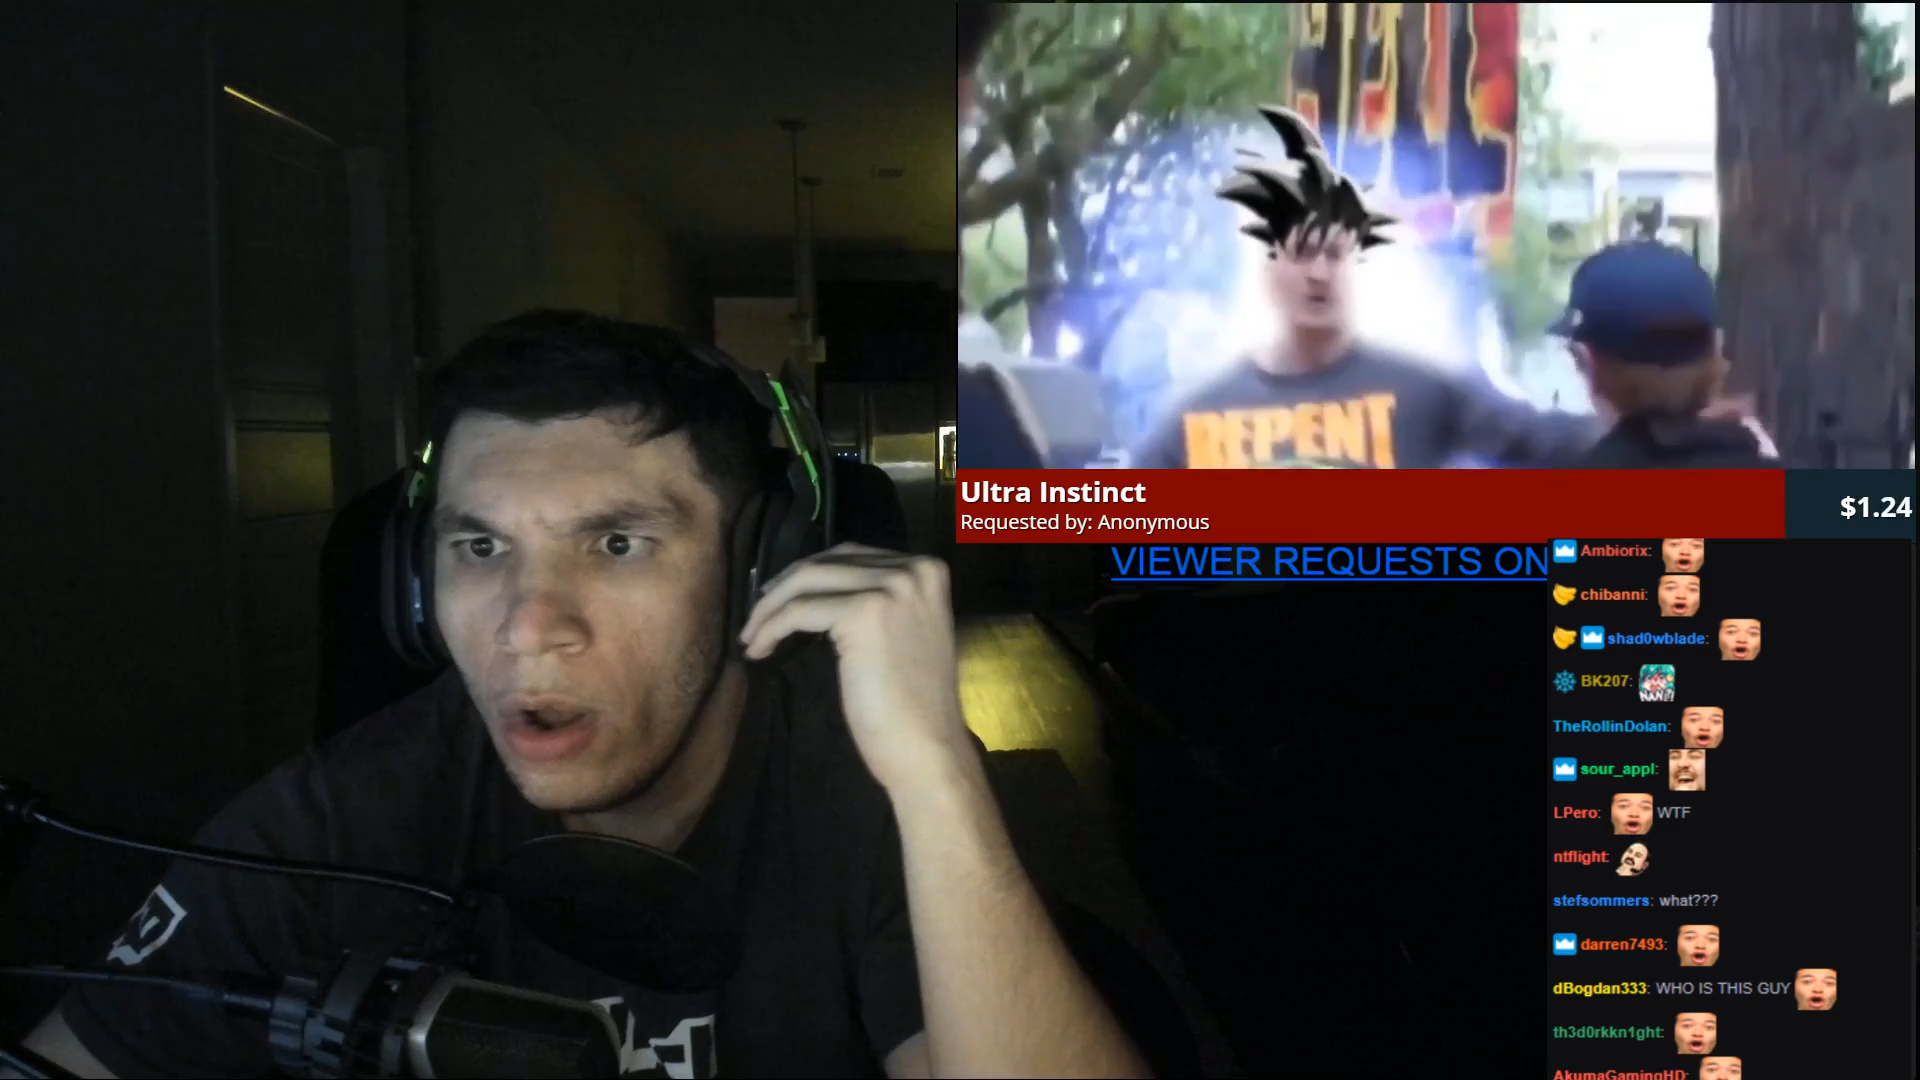 REPENT
Ultra Instinct
Requested by: Anonymous
$1.24
VIEWER REQUESTS ON
Ambiorix:
chibanni:
shad0wblade:
BK207:
TheRollinDolan:
sour_appl:
LPero: WTF
ntflight:
stefsommers: what???
darren7493:
dBogdan333: WHO IS THIS GUY
th3d0rkkn1ght:
AkumaGamingHD: